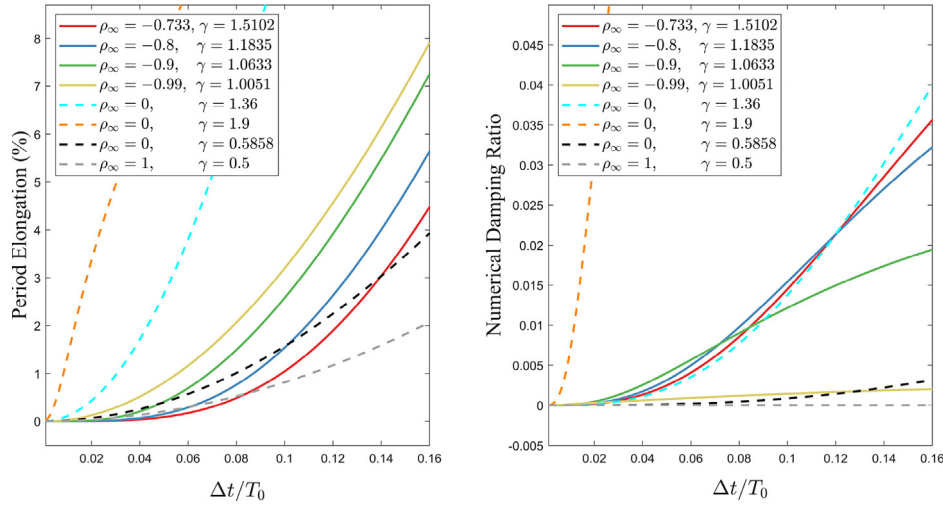 8
7
6
5
4
3
2
1
0
Period Elongation (%)
ρ∞ = −0.733, γ = 1.5102
ρ∞ = −0.8, γ = 1.1835
ρ∞ = −0.9, γ = 1.0633
ρ∞ = −0.99, γ = 1.0051
ρ∞ = 0, γ = 1.36
ρ∞ = 0, γ = 1.9
ρ∞ = 0, γ = 0.5858
ρ∞ = 1, γ = 0.5
0.02 0.04 0.06 0.08 0.1 0.12 0.14 0.16
Δt/T₀
0.045
0.04
0.035
0.03
0.025
0.02
0.015
0.01
0.005
0
-0.005
Numerical Damping Ratio
ρ∞ = −0.733, γ = 1.5102
ρ∞ = −0.8, γ = 1.1835
ρ∞ = −0.9, γ = 1.0633
ρ∞ = −0.99, γ = 1.0051
ρ∞ = 0, γ = 1.36
ρ∞ = 0, γ = 1.9
ρ∞ = 0, γ = 0.5858
ρ∞ = 1, γ = 0.5
0.02 0.04 0.06 0.08 0.1 0.12 0.14 0.16
Δt/T₀